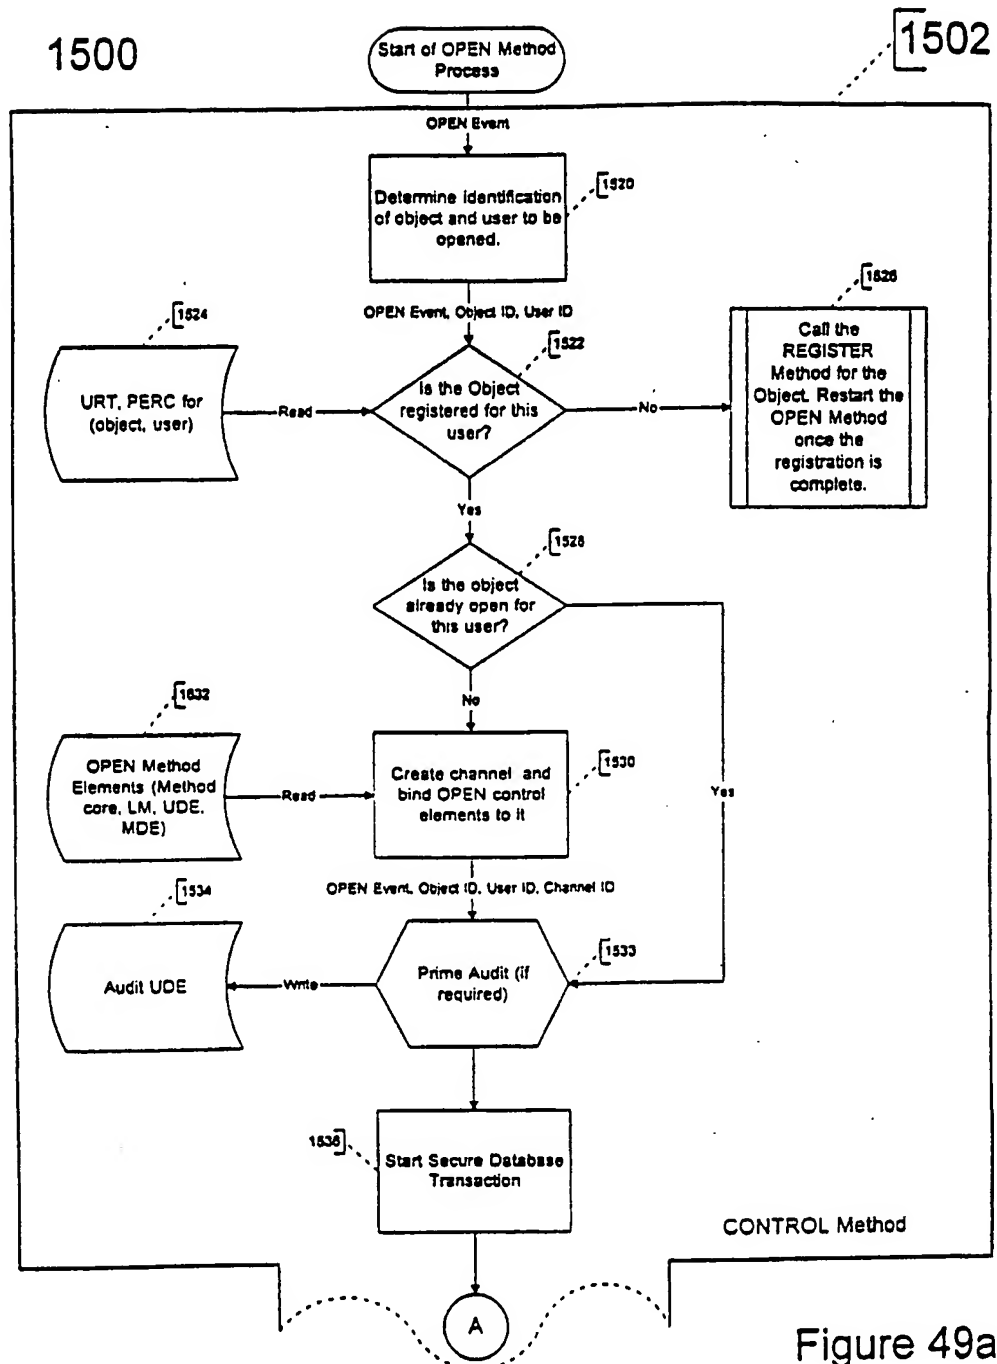 1500
Start of OPEN Method
Process
1502
OPEN Event
Determine identification
of object and user to be
opened.
1520
OPEN Event, Object ID, User ID
1524
URT, PERC for
(object, user)
Read
Is the Object
registered for this
user?
1522
No
1526
Call the
REGISTER
Method for the
Object. Restart the
OPEN Method
once the
registration is
complete.
Yes
Is the object
already open for
this user?
1528
No
Yes
1532
OPEN Method
Elements (Method
core, LM, UDE,
MDE)
Read
Create channel and
bind OPEN control
elements to it
1530
OPEN Event, Object ID, User ID, Channel ID
1534
Audit UDE
Write
Prime Audit (if
required)
1533
1536
Start Secure Database
Transaction
CONTROL Method
A
Figure 49a